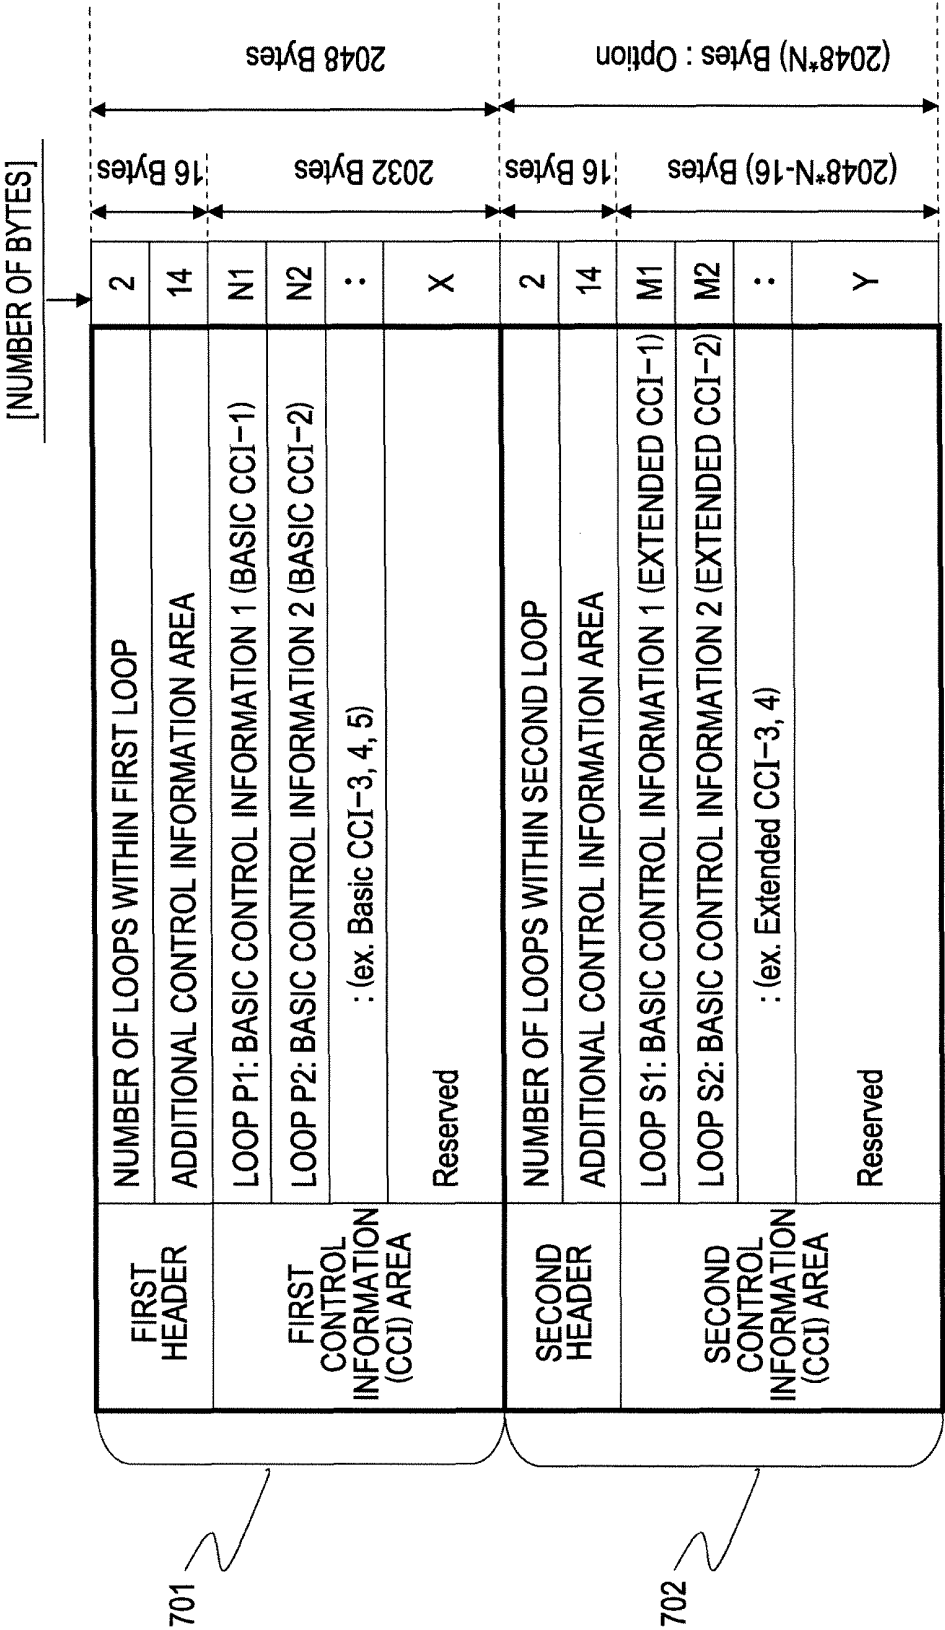 [NUMBER OF BYTES]
701
FIRST
HEADER
NUMBER OF LOOPS WITHIN FIRST LOOP
2
16 Bytes
2048 Bytes
ADDITIONAL CONTROL INFORMATION AREA
14
FIRST
CONTROL
INFORMATION
(CCI) AREA
LOOP P1: BASIC CONTROL INFORMATION 1 (BASIC CCI-1)
N1
2032 Bytes
LOOP P2: BASIC CONTROL INFORMATION 2 (BASIC CCI-2)
N2
: (ex. Basic CCI-3, 4, 5)
:
Reserved
X
702
SECOND
HEADER
NUMBER OF LOOPS WITHIN SECOND LOOP
2
16 Bytes
(2048*N) Bytes : Option
ADDITIONAL CONTROL INFORMATION AREA
14
SECOND
CONTROL
INFORMATION
(CCI) AREA
LOOP S1: BASIC CONTROL INFORMATION 1 (EXTENDED CCI-1)
M1
(2048*N-16) Bytes
LOOP S2: BASIC CONTROL INFORMATION 2 (EXTENDED CCI-2)
M2
: (ex. Extended CCI-3, 4)
:
Reserved
Y